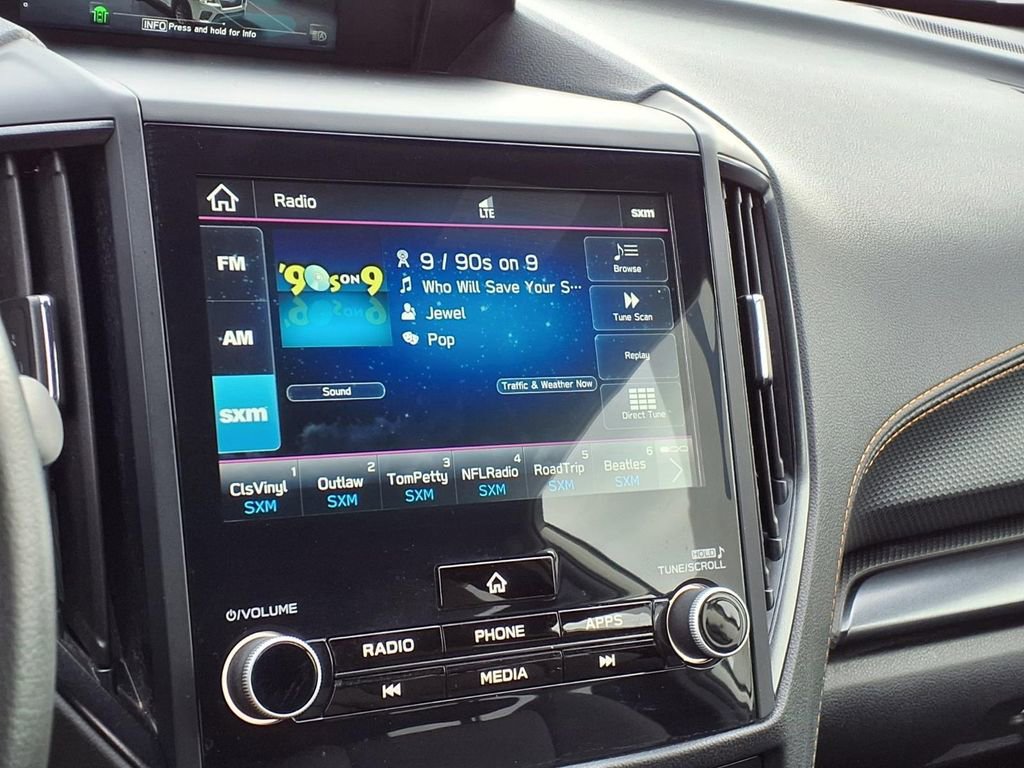 INFO Press and hold for Info
Radio
LTE
sxm
FM
AM
sxm
'90s ON 9
9 / 90s on 9
Who Will Save Your S...
Jewel
Pop
Browse
Tune Scan
Replay
Direct Tune
Sound
Traffic & Weather Now
1
ClsVinyl
SXM
2
Outlaw
SXM
3
TomPetty
SXM
4
NFLRadio
SXM
5
RoadTrip
SXM
6
Beatles
SXM
HOLD
TUNE/SCROLL
/VOLUME
RADIO
PHONE
APPS
MEDIA